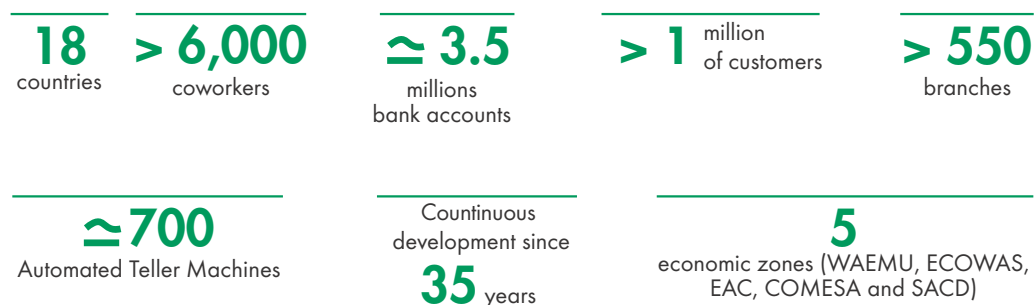 18
countries
> 6,000
coworkers
≃ 3.5
millions
bank accounts
> 1 million
of customers
> 550
branches
≃700
Automated Teller Machines
Countinuous
development since
35 years
5
economic zones (WAEMU, ECOWAS,
EAC, COMESA and SACD)